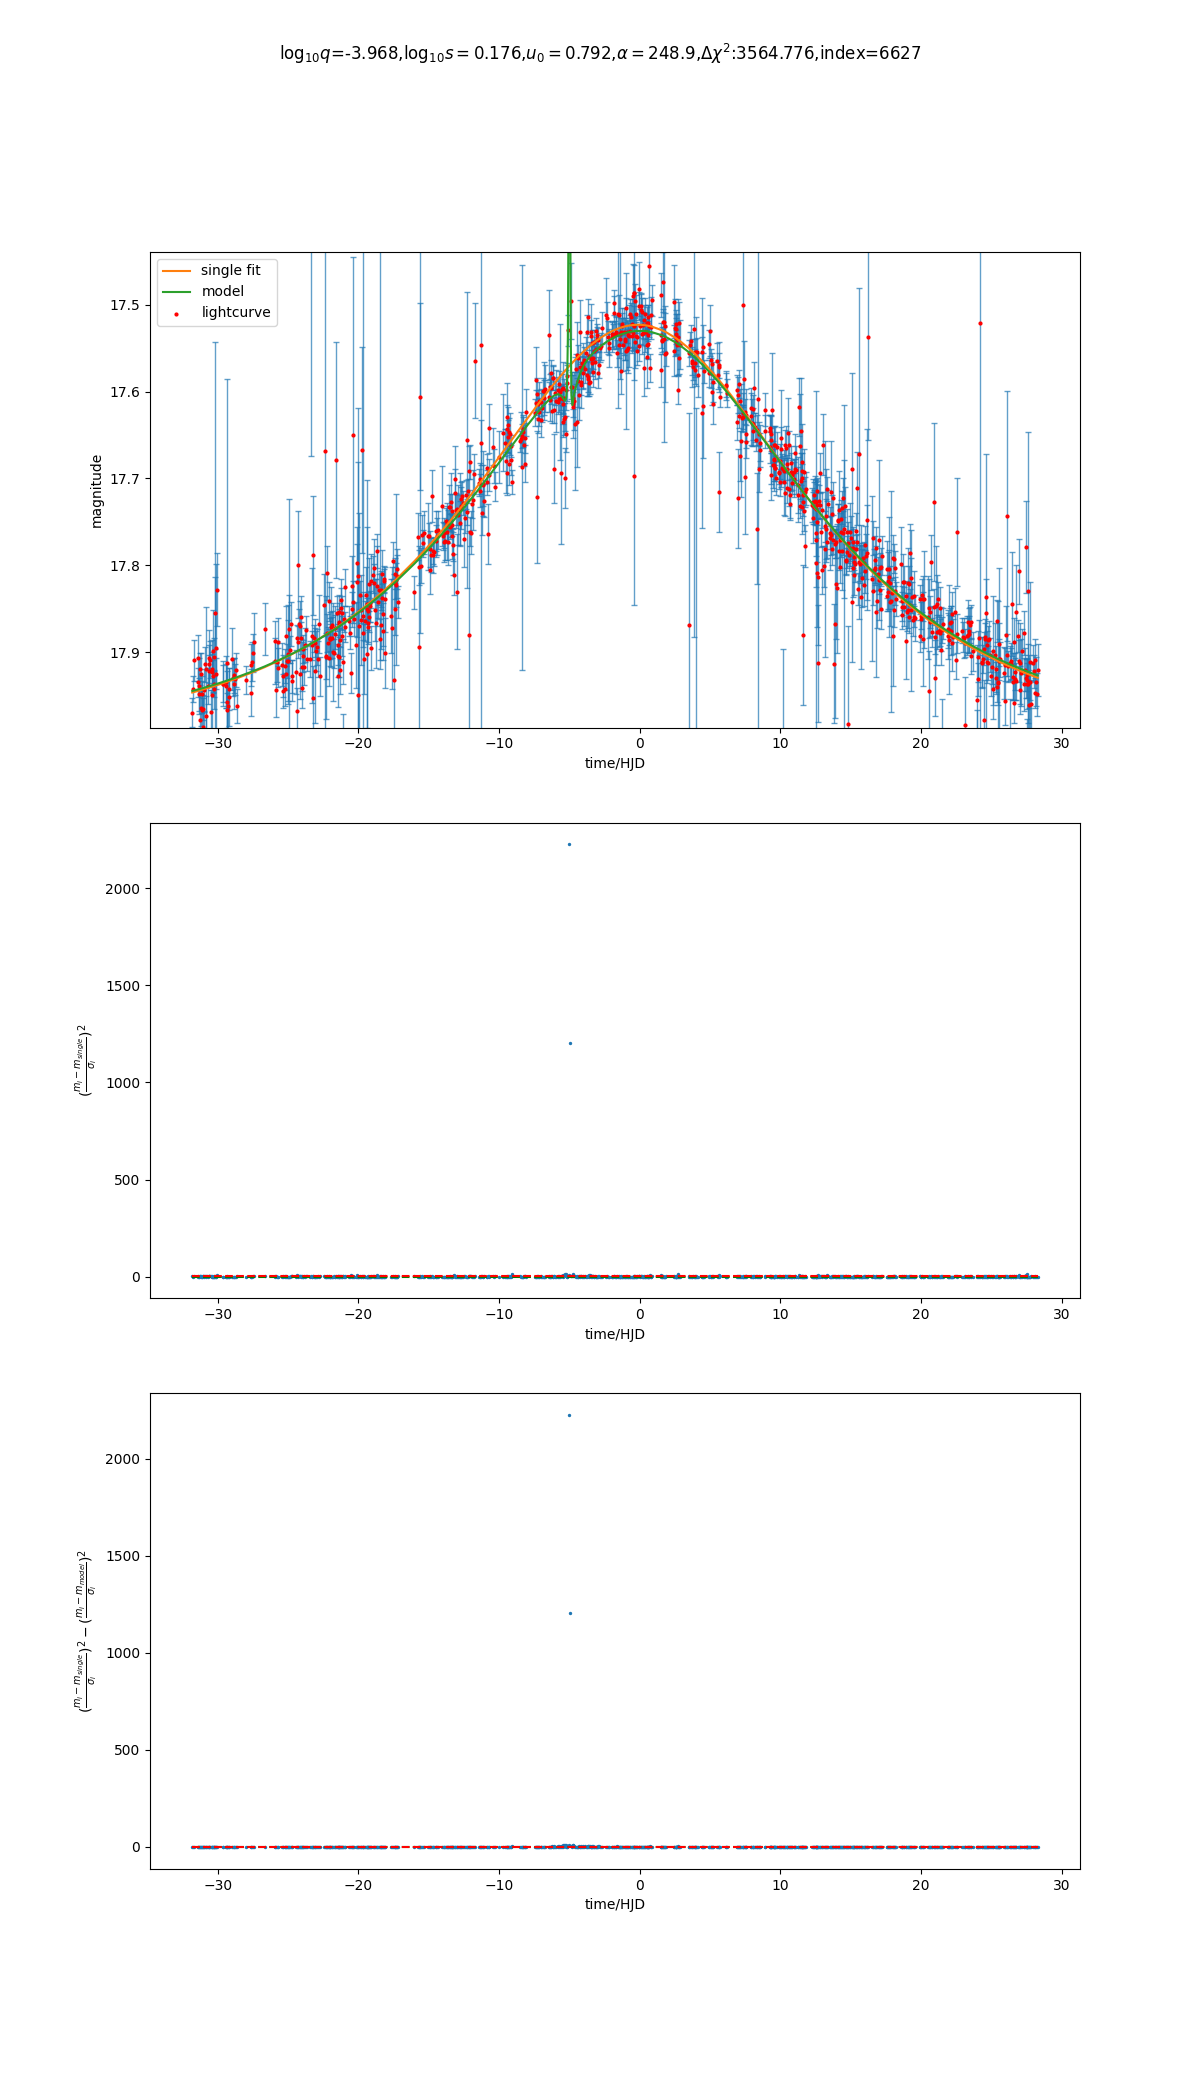 log₁₀q=-3.968,log₁₀s = 0.176,u₀ = 0.792,α = 248.9,Δχ²:3564.776,index=6627
single fit
model
lightcurve
magnitude
17.5
17.6
17.7
17.8
17.9
−30 −20 −10 0 10 20 30
time/HJD
(mᵢ − m_single / σᵢ)²
2000
1500
1000
500
0
−30 −20 −10 0 10 20 30
time/HJD
(mᵢ − m_single / σᵢ)² − (mᵢ − m_model / σᵢ)²
2000
1500
1000
500
0
−30 −20 −10 0 10 20 30
time/HJD